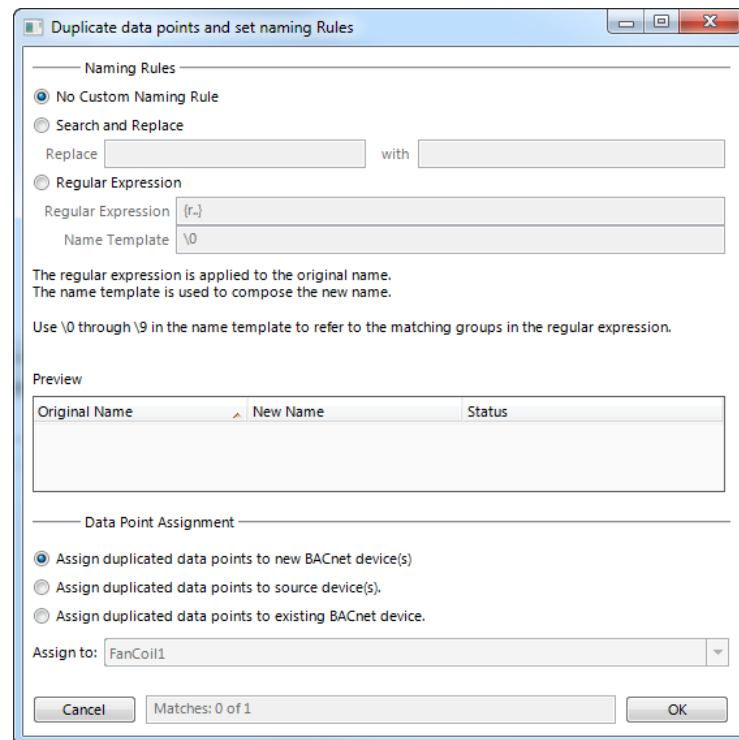 Duplicate data points and set naming Rules
Naming Rules
No Custom Naming Rule
Search and Replace
Replace with
Regular Expression
Regular Expression {r..}
Name Template \0
The regular expression is applied to the original name.
The name template is used to compose the new name.
Use \0 through \9 in the name template to refer to the matching groups in the regular expression.
Preview
Original Name New Name Status
Data Point Assignment
Assign duplicated data points to new BACnet device(s)
Assign duplicated data points to source device(s).
Assign duplicated data points to existing BACnet device.
Assign to: FanCoil1
Cancel Matches: 0 of 1 OK